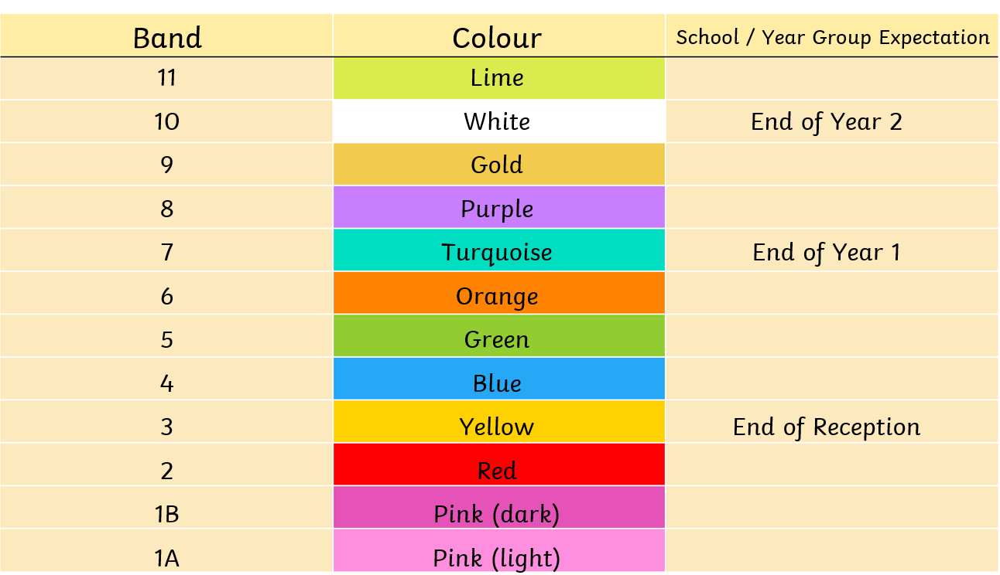 Band Colour School / Year Group Expectation
11 Lime
10 White End of Year 2
9 Gold
8 Purple
7 Turquoise End of Year 1
6 Orange
5 Green
4 Blue
3 Yellow End of Reception
2 Red
1B Pink (dark)
1A Pink (light)